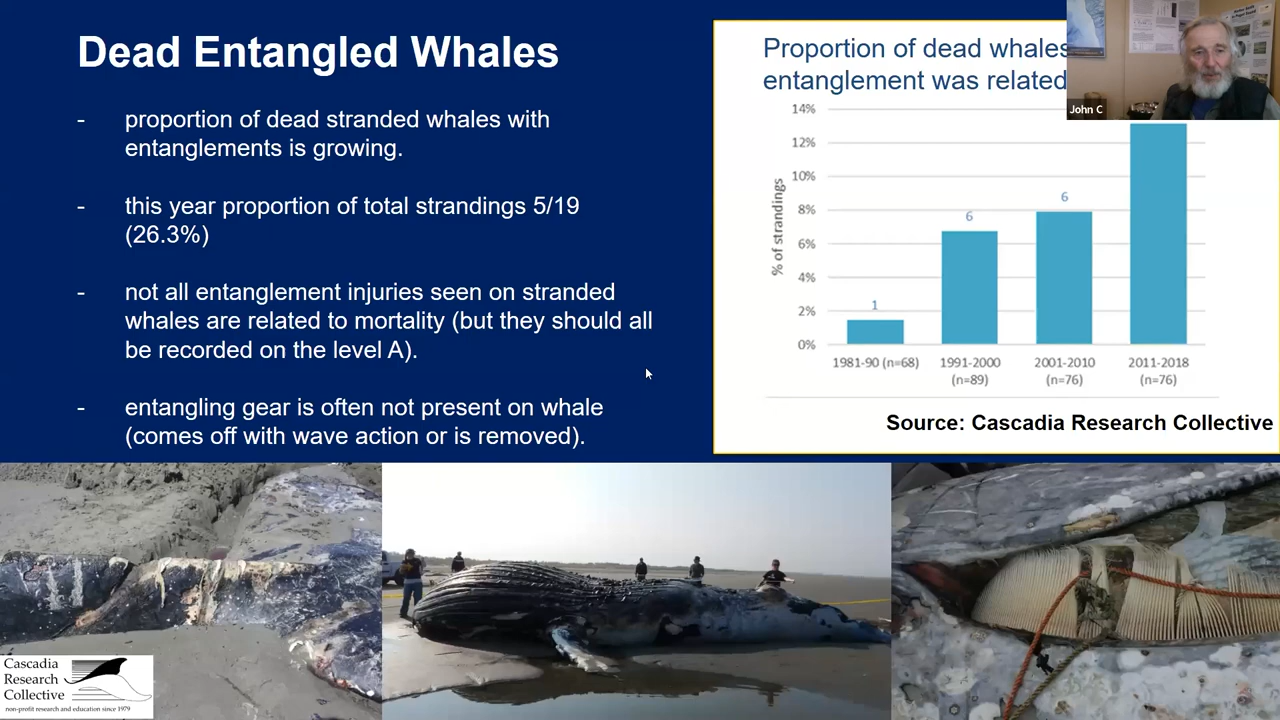 Dead Entangled Whales
- proportion of dead stranded whales with
entanglements is growing.
- this year proportion of total strandings 5/19
(26.3%)
- not all entanglement injuries seen on stranded
whales are related to mortality (but they should all
be recorded on the level A).
- entangling gear is often not present on whale
(comes off with wave action or is removed).
Proportion of dead whales
entanglement was related
John C
14%
12%
10%
8%
6%
4%
2%
0%
% of strandings
1
6
6
1981-90 (n=68)
1991-2000
(n=89)
2001-2010
(n=76)
2011-2018
(n=76)
Source: Cascadia Research Collective
Cascadia
Research
Collective
non-profit research and education since 1979